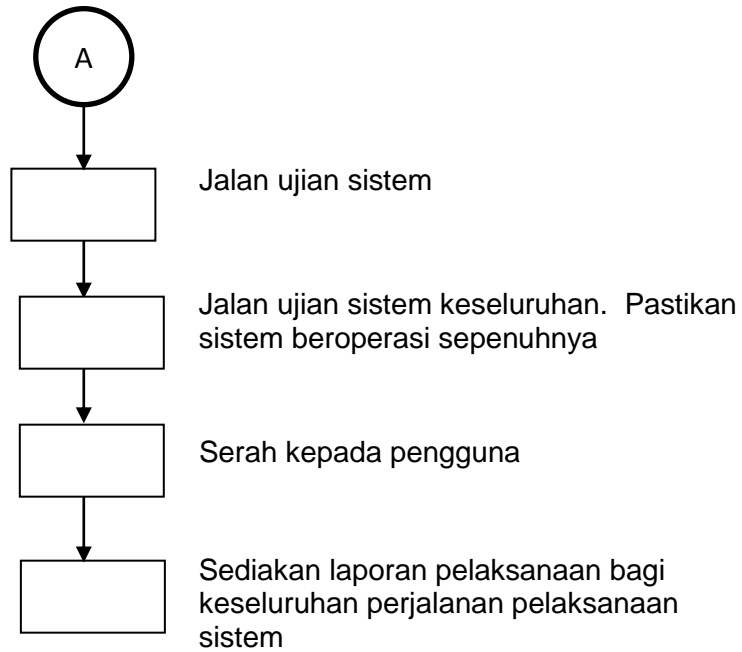 A
Jalan ujian sistem
Jalan ujian sistem keseluruhan.  Pastikan
sistem beroperasi sepenuhnya
Serah kepada pengguna
Sediakan laporan pelaksanaan bagi
keseluruhan perjalanan pelaksanaan
sistem